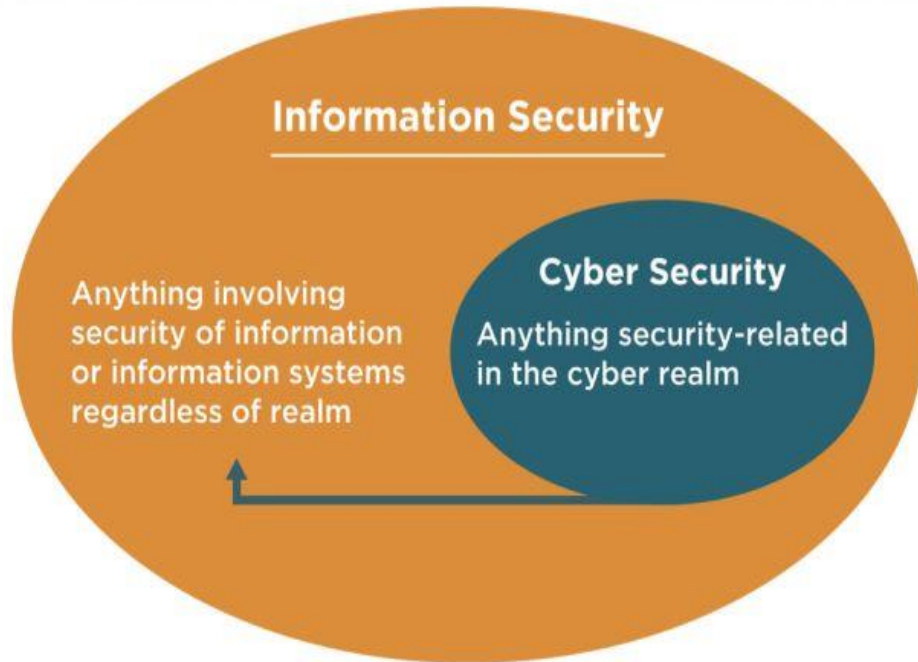 Information Security
Anything involving
security of information
or information systems
regardless of realm
Cyber Security
Anything security-related
in the cyber realm